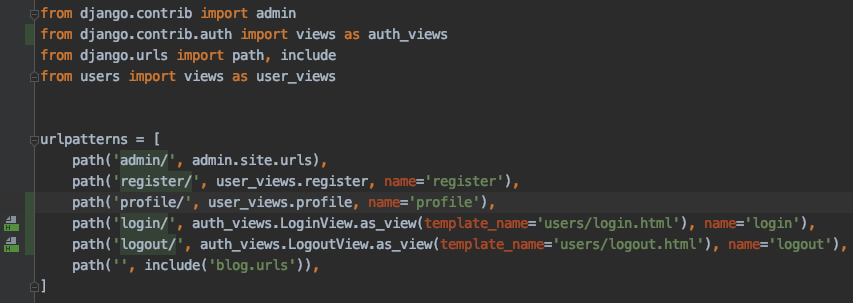 from django.contrib import admin
from django.contrib.auth import views as auth_views
from django.urls import path, include
from users import views as user_views
urlpatterns = [
    path('admin/', admin.site.urls),
    path('register/', user_views.register, name='register'),
    path('profile/', user_views.profile, name='profile'),
    path('login/', auth_views.LoginView.as_view(template_name='users/login.html'), name='login'),
    path('logout/', auth_views.LogoutView.as_view(template_name='users/logout.html'), name='logout'),
    path('', include('blog.urls')),
]